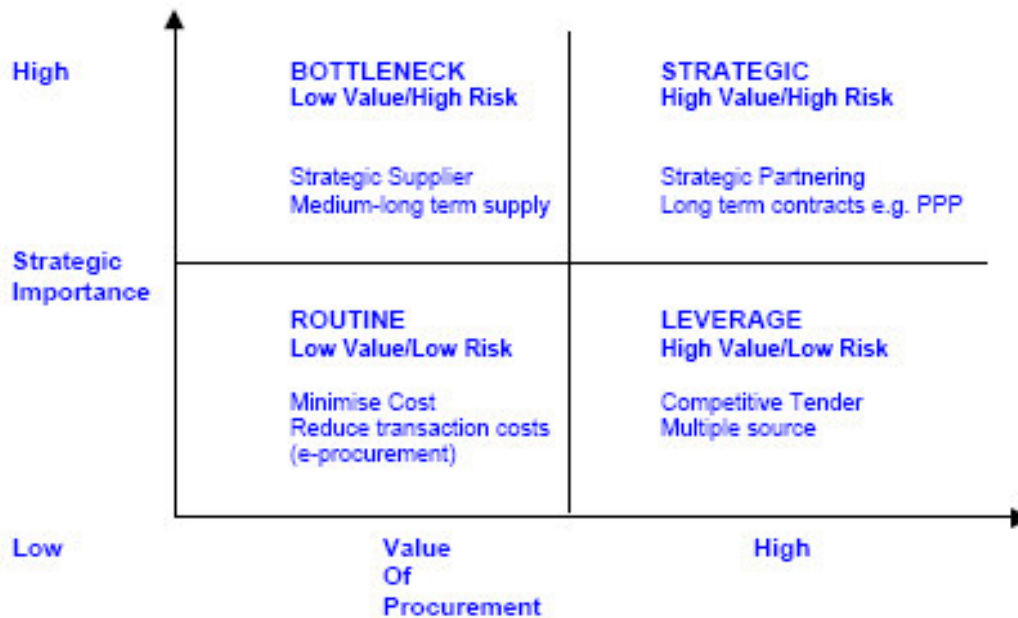 High
BOTTLENECK
Low Value/High Risk
STRATEGIC
High Value/High Risk
Strategic Supplier
Medium-long term supply
Strategic Partnering
Long term contracts e.g. PPP
Strategic
Importance
ROUTINE
Low Value/Low Risk
LEVERAGE
High Value/Low Risk
Minimise Cost
Reduce transaction costs
(e-procurement)
Competitive Tender
Multiple source
Low
Value
Of
Procurement
High